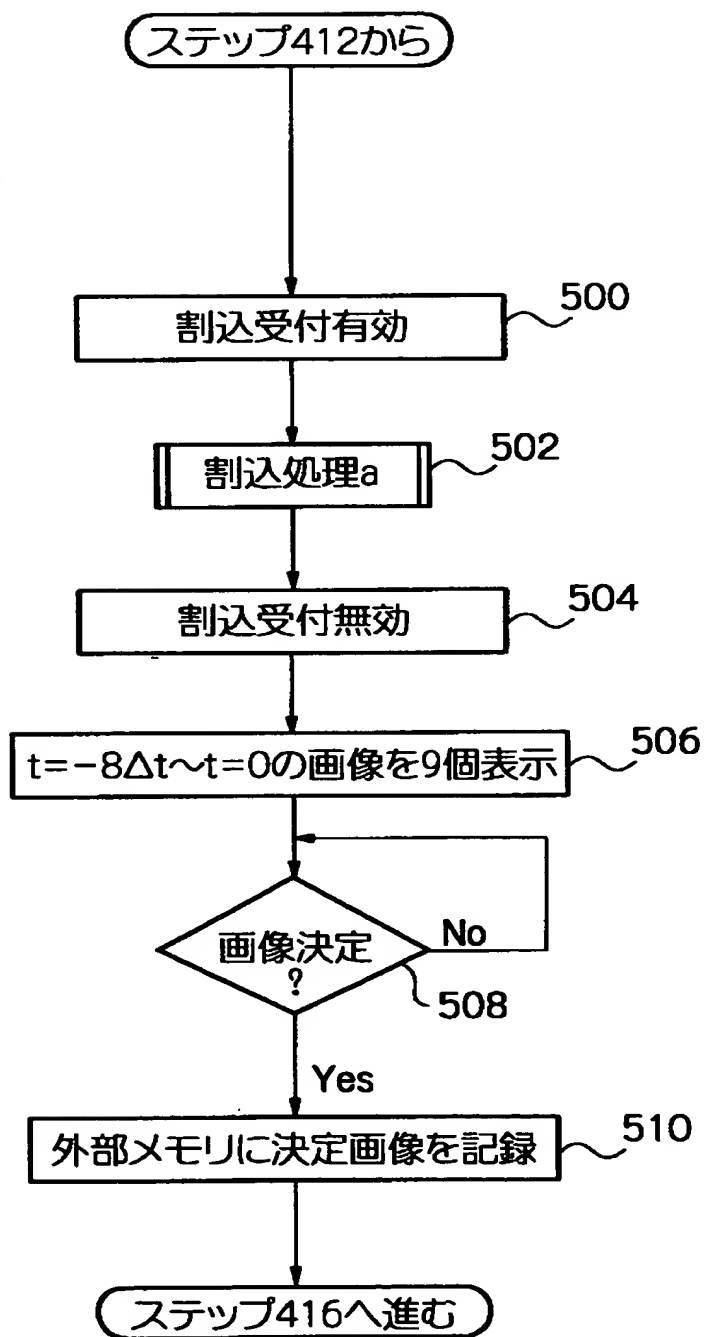 ステップ412から
割込受付有効
500
割込処理a
502
割込受付無効
504
t=-8Δt~t=0の画像を9個表示
506
画像決定
?
No
508
Yes
外部メモリに決定画像を記録
510
ステップ416へ進む